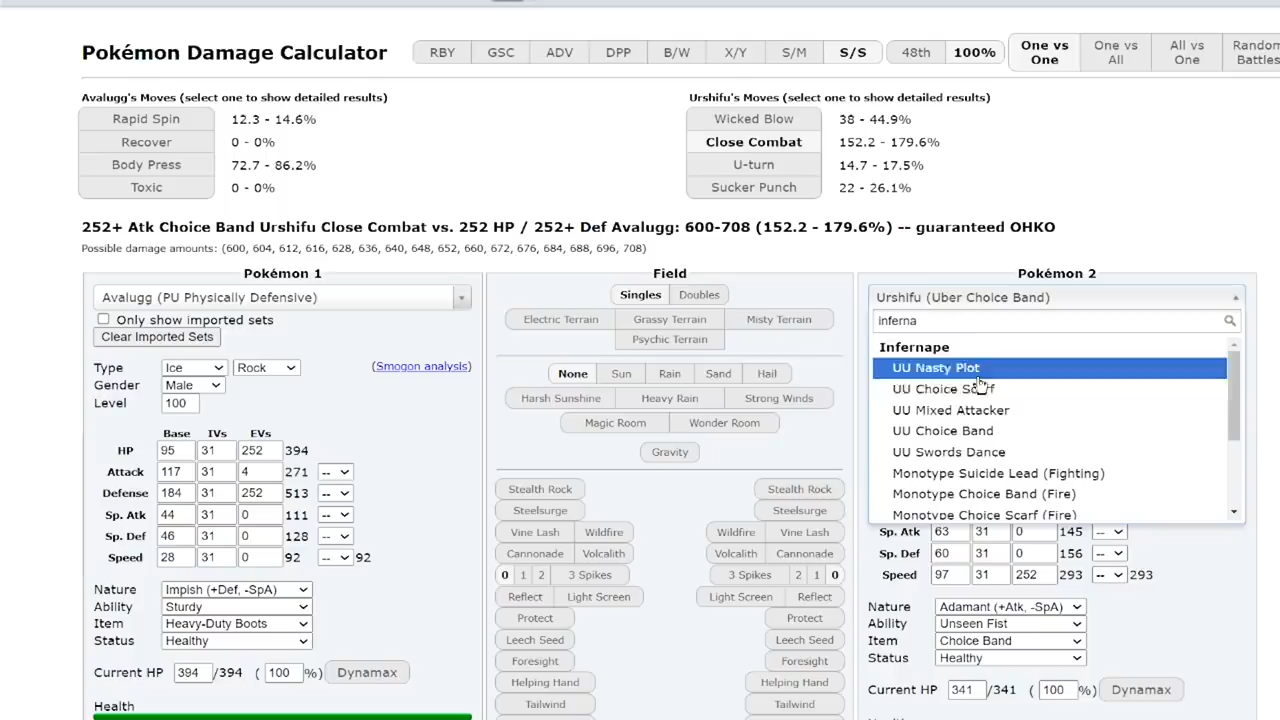 Pokémon Damage Calculator
RBY GSC ADV DPP B/W X/Y S/M S/S 48th 100% One vs One One vs All All vs One Random Battles
Avalugg's Moves (select one to show detailed results)
Rapid Spin 12.3 - 14.6%
Recover 0 - 0%
Body Press 72.7 - 86.2%
Toxic 0 - 0%
Urshifu's Moves (select one to show detailed results)
Wicked Blow 38 - 44.9%
Close Combat 152.2 - 179.6%
U-turn 14.7 - 17.5%
Sucker Punch 22 - 26.1%
252+ Atk Choice Band Urshifu Close Combat vs. 252 HP / 252+ Def Avalugg: 600-708 (152.2 - 179.6%) -- guaranteed OHKO
Possible damage amounts: (600, 604, 612, 616, 628, 636, 640, 648, 652, 660, 672, 676, 684, 688, 696, 708)
Pokémon 1
Avalugg (PU Physically Defensive)
Only show imported sets
Clear Imported Sets
Type Ice Rock (Smogon analysis)
Gender Male
Level 100
Base IVs EVs
HP 95 31 252 394
Attack 117 31 4 271 --
Defense 184 31 252 513 --
Sp. Atk 44 31 0 111 --
Sp. Def 46 31 0 128 --
Speed 28 31 0 92 -- 92
Nature Impish (+Def, -SpA)
Ability Sturdy
Item Heavy-Duty Boots
Status Healthy
Current HP 394 /394 ( 100 %) Dynamax
Health
Field
Singles Doubles
Electric Terrain Grassy Terrain Misty Terrain
Psychic Terrain
None Sun Rain Sand Hail
Harsh Sunshine Heavy Rain Strong Winds
Magic Room Wonder Room
Gravity
Stealth Rock Stealth Rock
Steelsurge Steelsurge
Vine Lash Wildfire Wildfire Vine Lash
Cannonade Volcalith Volcalith Cannonade
0 1 2 3 Spikes 3 Spikes 2 1 0
Reflect Light Screen Light Screen Reflect
Protect Protect
Leech Seed Leech Seed
Foresight Foresight
Helping Hand Helping Hand
Tailwind Tailwind
Pokémon 2
Urshifu (Uber Choice Band)
inferna
Infernape
UU Nasty Plot
UU Choice Scarf
UU Mixed Attacker
UU Choice Band
UU Swords Dance
Monotype Suicide Lead (Fighting)
Monotype Choice Band (Fire)
Monotype Choice Scarf (Fire)
Sp. Atk 63 31 0 145 --
Sp. Def 60 31 0 156 --
Speed 97 31 252 293 -- 293
Nature Adamant (+Atk, -SpA)
Ability Unseen Fist
Item Choice Band
Status Healthy
Current HP 341 /341 ( 100 %) Dynamax